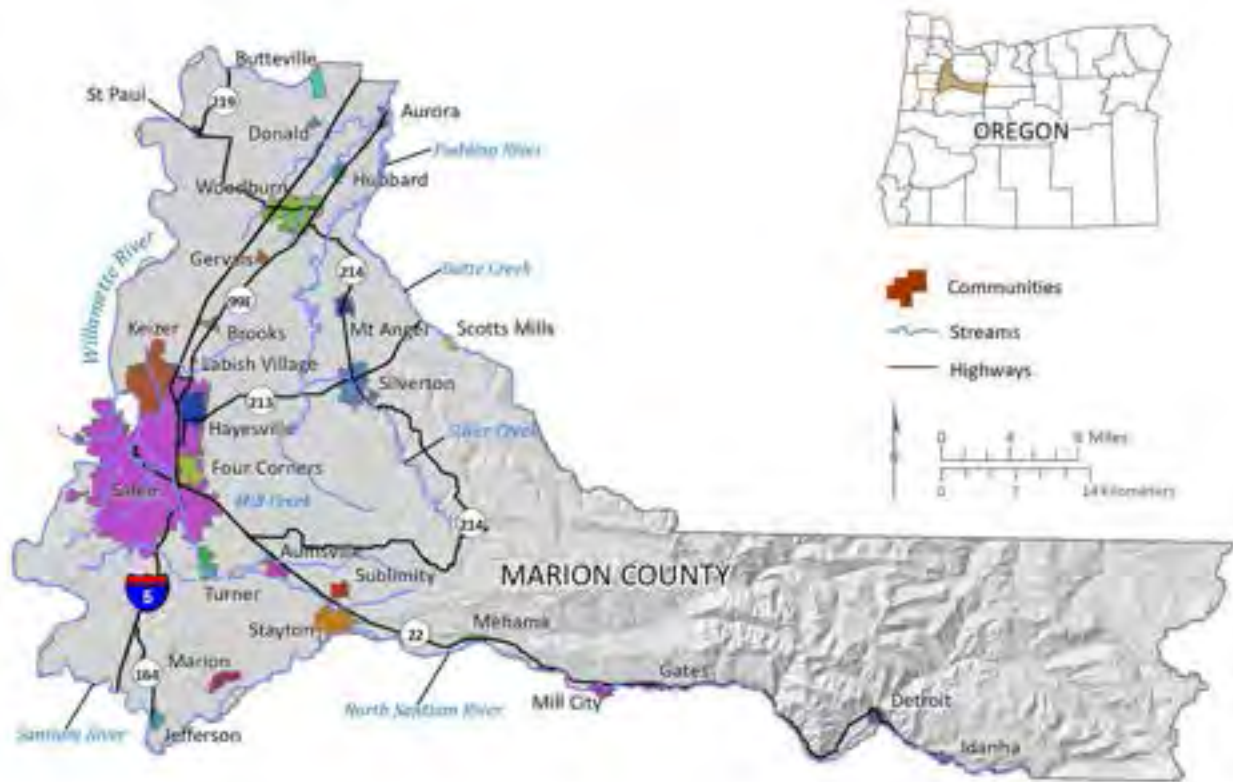 Butteville
St Paul
219
Aurora
Donald
Pudding River
Hubbard
Woodburn
Willamette River
Gervais
214
Butte Creek
99E
Keizer
Brooks
Mt Angel
Scotts Mills
Labish Village
Silverton
213
Hayesville
Silver Creek
Four Corners
Salem
Mill Creek
214
Aumsville
Sublimity
MARION COUNTY
5
Turner
Stayton
22
Mehama
Marion
164
Gates
North Santiam River
Mill City
Detroit
Santiam River
Jefferson
Idanha
OREGON
Communities
Streams
Highways
0 4 8 Miles
0 7 14 Kilometers